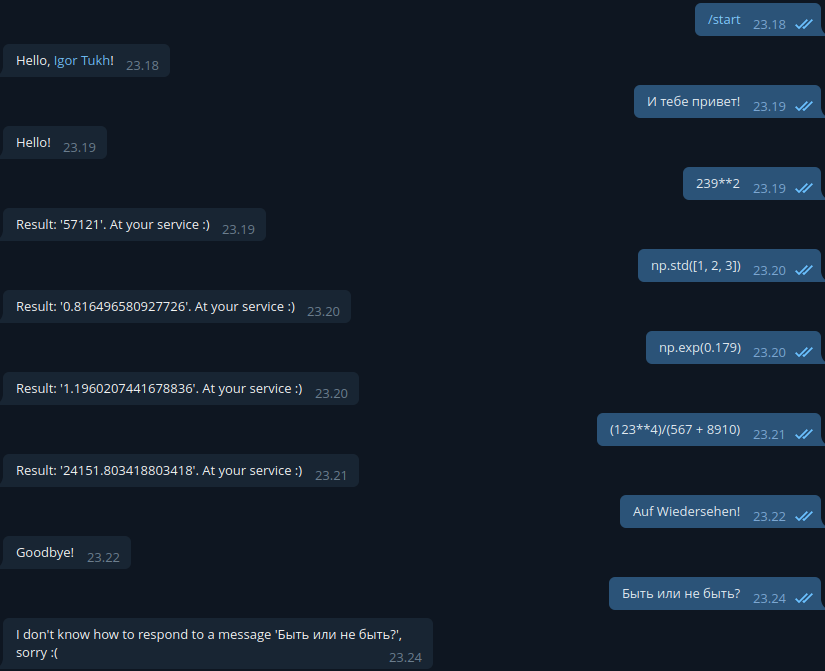 /start 23.18
Hello, Igor Tukh! 23.18
И тебе привет! 23.19
Hello! 23.19
239**2 23.19
Result: '57121'. At your service :) 23.19
np.std([1, 2, 3]) 23.20
Result: '0.816496580927726'. At your service :) 23.20
np.exp(0.179) 23.20
Result: '1.1960207441678836'. At your service :) 23.20
(123**4)/(567 + 8910) 23.21
Result: '24151.803418803418'. At your service :) 23.21
Auf Wiedersehen! 23.22
Goodbye! 23.22
Быть или не быть? 23.24
I don't know how to respond to a message 'Быть или не быть?',
sorry :( 23.24